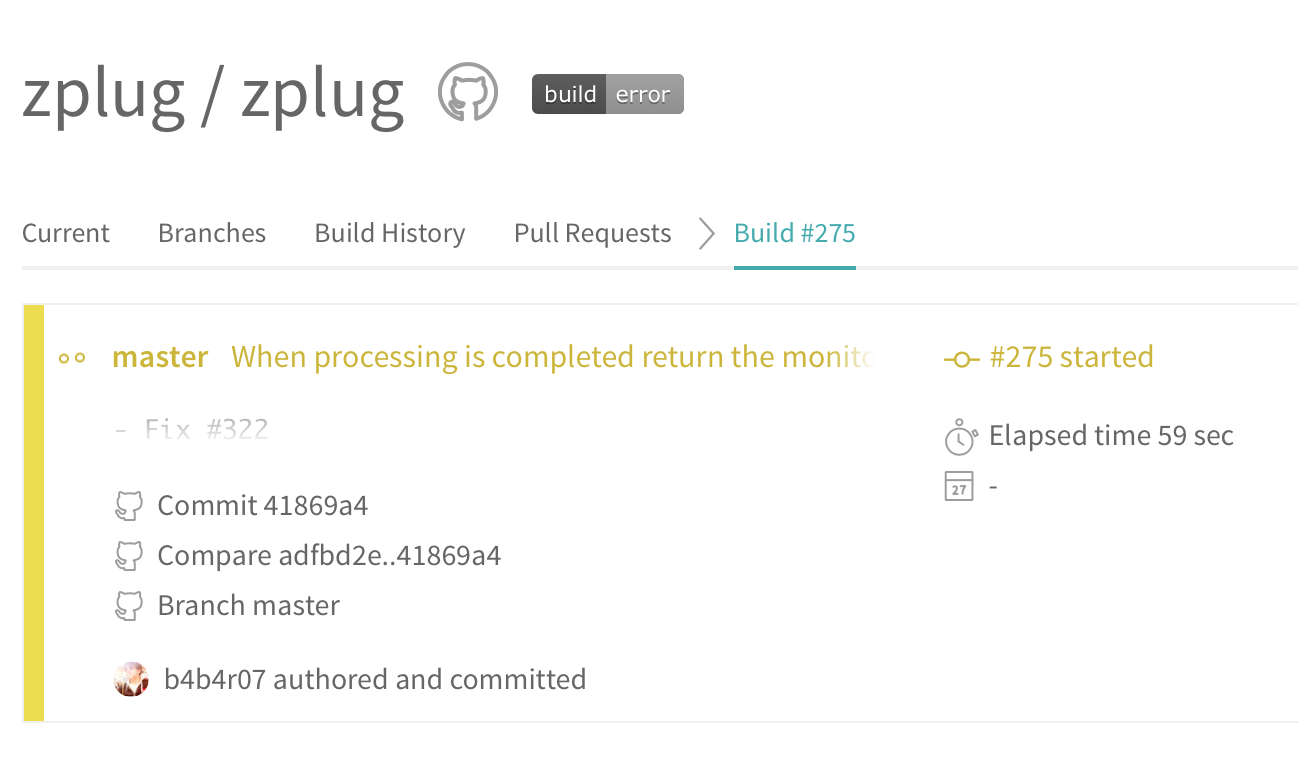 zplug / zplug build error
Current Branches Build History Pull Requests Build #275
master When processing is completed return the
#275 started
- Fix #322
Elapsed time 59 sec
27 -
Commit 41869a4
Compare adfbd2e..41869a4
Branch master
b4b4r07 authored and committed